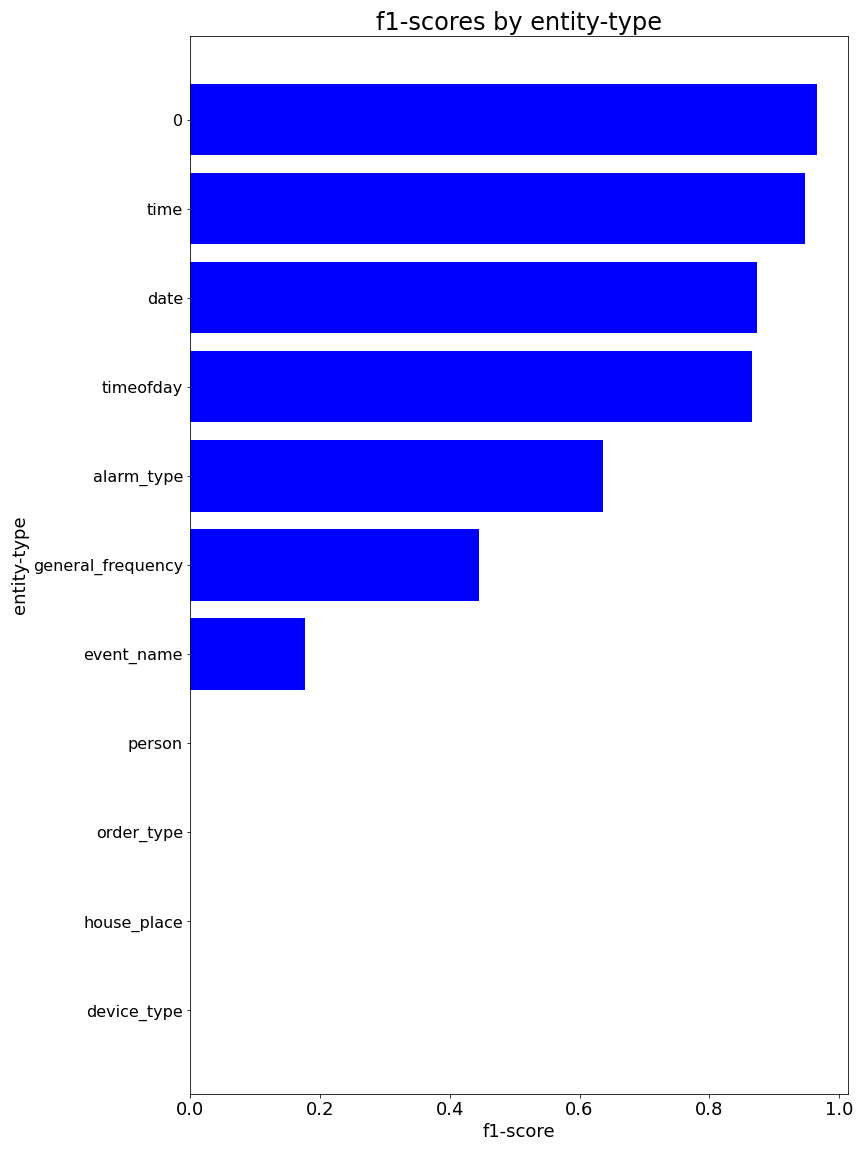 f1-scores by entity-type
0
time
date
timeofday
alarm_type
general_frequency
event_name
person
order_type
house_place
device_type
entity-type
0.0 0.2 0.4 0.6 0.8 1.0
f1-score